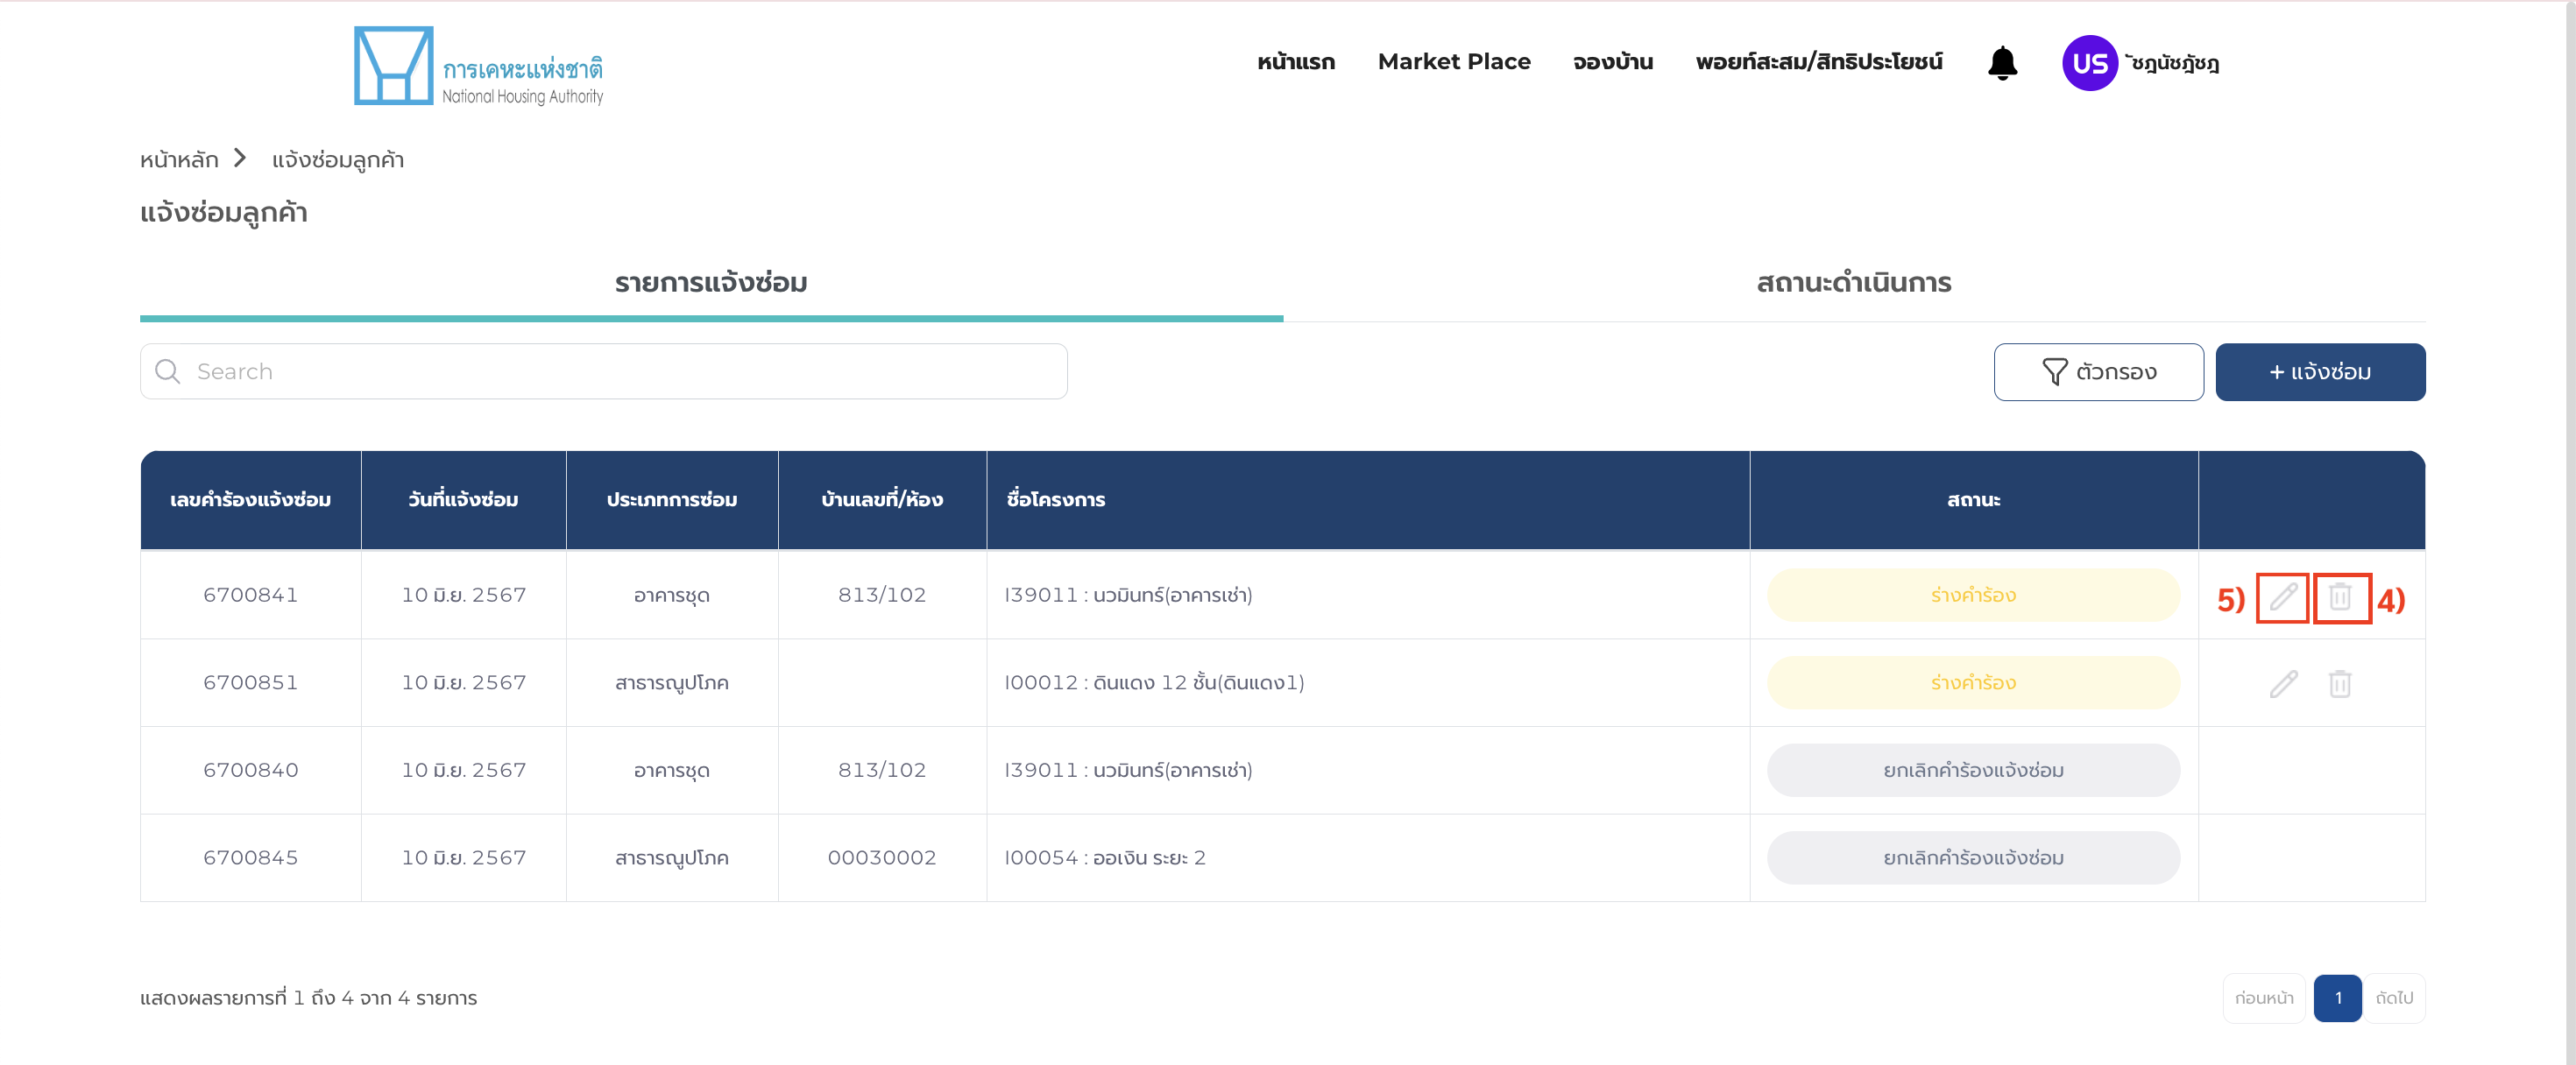 การเคหะแห่งชาติ
National Housing Authority
หน้าแรก Market Place จองบ้าน พอยท์สะสม/สิทธิประโยชน์ US ัชฎนัชฎัชฎ
หน้าหลัก > แจ้งซ่อมลูกค้า
แจ้งซ่อมลูกค้า
รายการแจ้งซ่อม สถานะดำเนินการ
Search ตัวกรอง + แจ้งซ่อม
เลขคำร้องแจ้งซ่อม วันที่แจ้งซ่อม ประเภทการซ่อม บ้านเลขที่/ห้อง ชื่อโครงการ สถานะ
6700841 10 มิ.ย. 2567 อาคารชุด 813/102 I39011 : นวมินทร์(อาคารเช่า) ร่างคำร้อง 5) 4)
6700851 10 มิ.ย. 2567 สาธารณูปโภค I00012 : ดินแดง 12 ชั้น(ดินแดง1) ร่างคำร้อง
6700840 10 มิ.ย. 2567 อาคารชุด 813/102 I39011 : นวมินทร์(อาคารเช่า) ยกเลิกคำร้องแจ้งซ่อม
6700845 10 มิ.ย. 2567 สาธารณูปโภค 00030002 I00054 : ออเงิน ระยะ 2 ยกเลิกคำร้องแจ้งซ่อม
แสดงผลรายการที่ 1 ถึง 4 จาก 4 รายการ ก่อนหน้า 1 ถัดไป